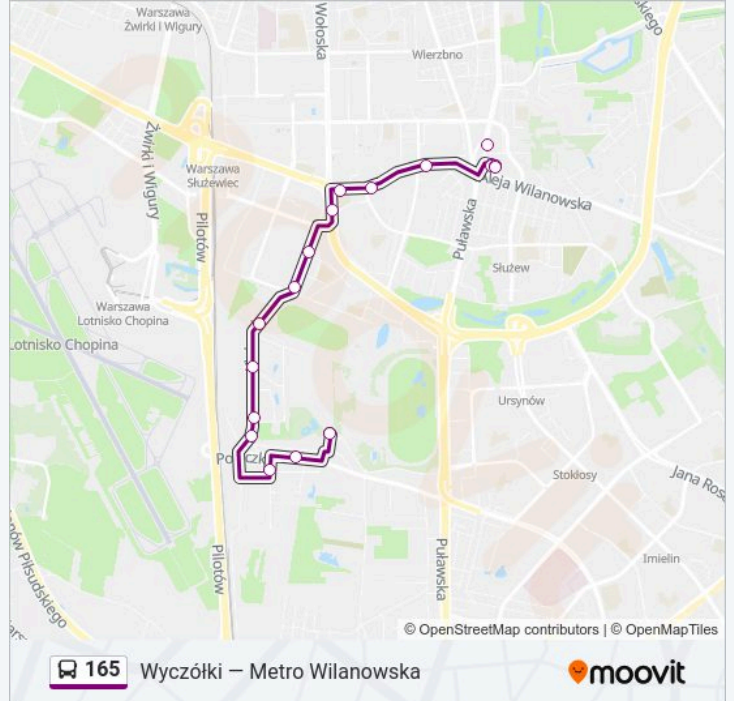 Warszawa
Żwirki i Wigury
Wołoska
Wierzbno
Żwirki i Wigury
Warszawa
Służewiec
Aleja Wilanowska
Pilotów
Puławska
Służew
Warszawa
Lotnisko Chopina
Lotnisko Chopina
Ursynów
Stokłosy
Jana Ros
Pilotów
Puławska
Imielin
Piłsudskiego
© OpenStreetMap contributors | © OpenMapTiles
165 Wyczółki — Metro Wilanowska moovit